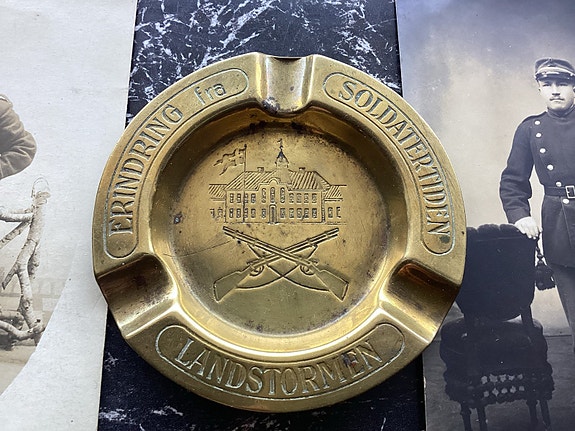 ERINDRING fra
SOLDATERTIDEN
LANDSTORMEN